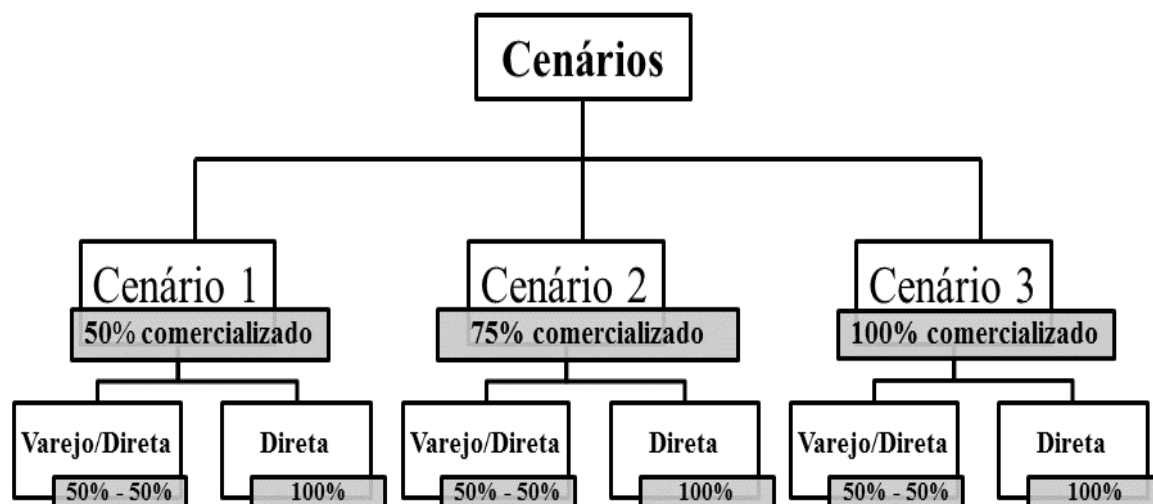 Cenários
Cenário 1
50% comercializado
Varejo/Direta
50% - 50%
Direta
100%
Cenário 2
75% comercializado
Varejo/Direta
50% - 50%
Direta
100%
Cenário 3
100% comercializado
Varejo/Direta
50% - 50%
Direta
100%